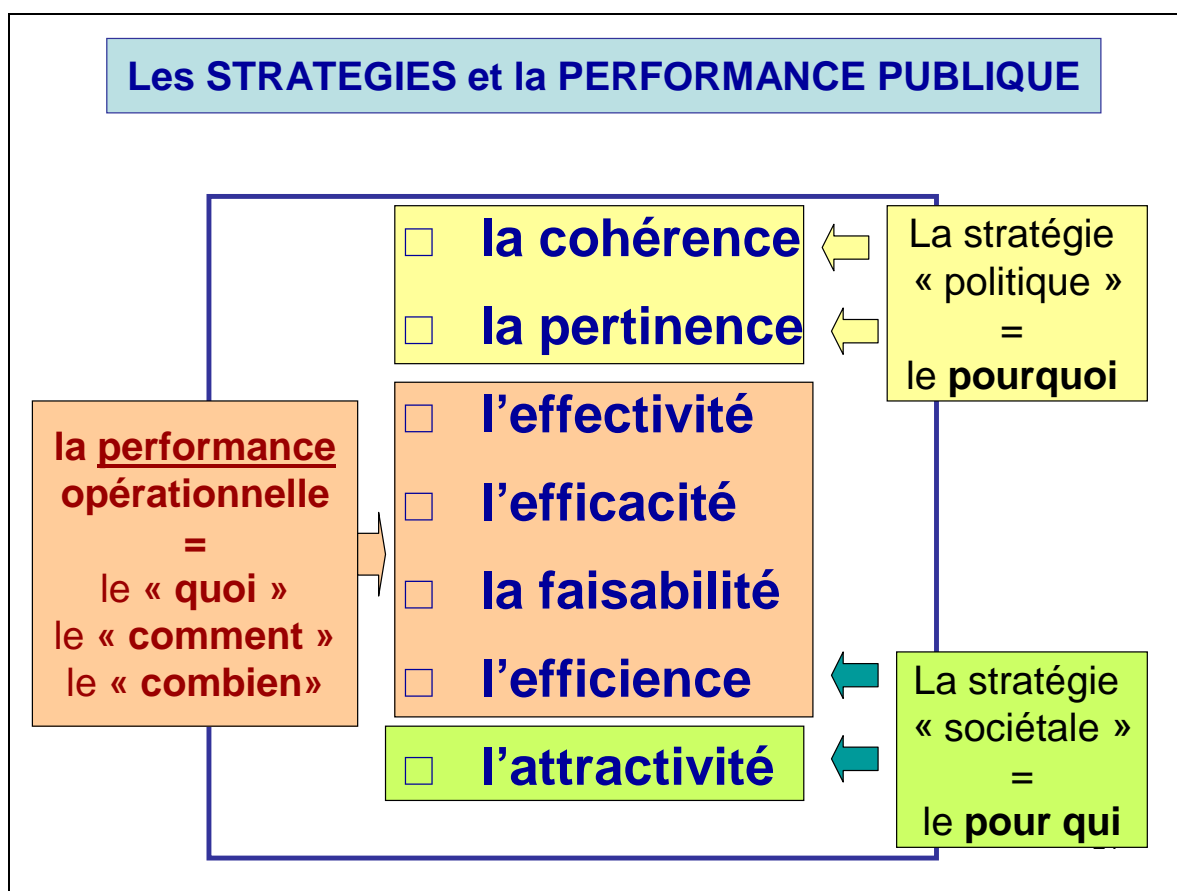 Les STRATEGIES et la PERFORMANCE PUBLIQUE
□ la cohérence
□ la pertinence
La stratégie
« politique »
=
le pourquoi
la performance
opérationnelle
=
le « quoi »
le « comment »
le « combien»
□ l’effectivité
□ l’efficacité
□ la faisabilité
□ l’efficience
□ l’attractivité
La stratégie
« sociétale »
=
le pour qui